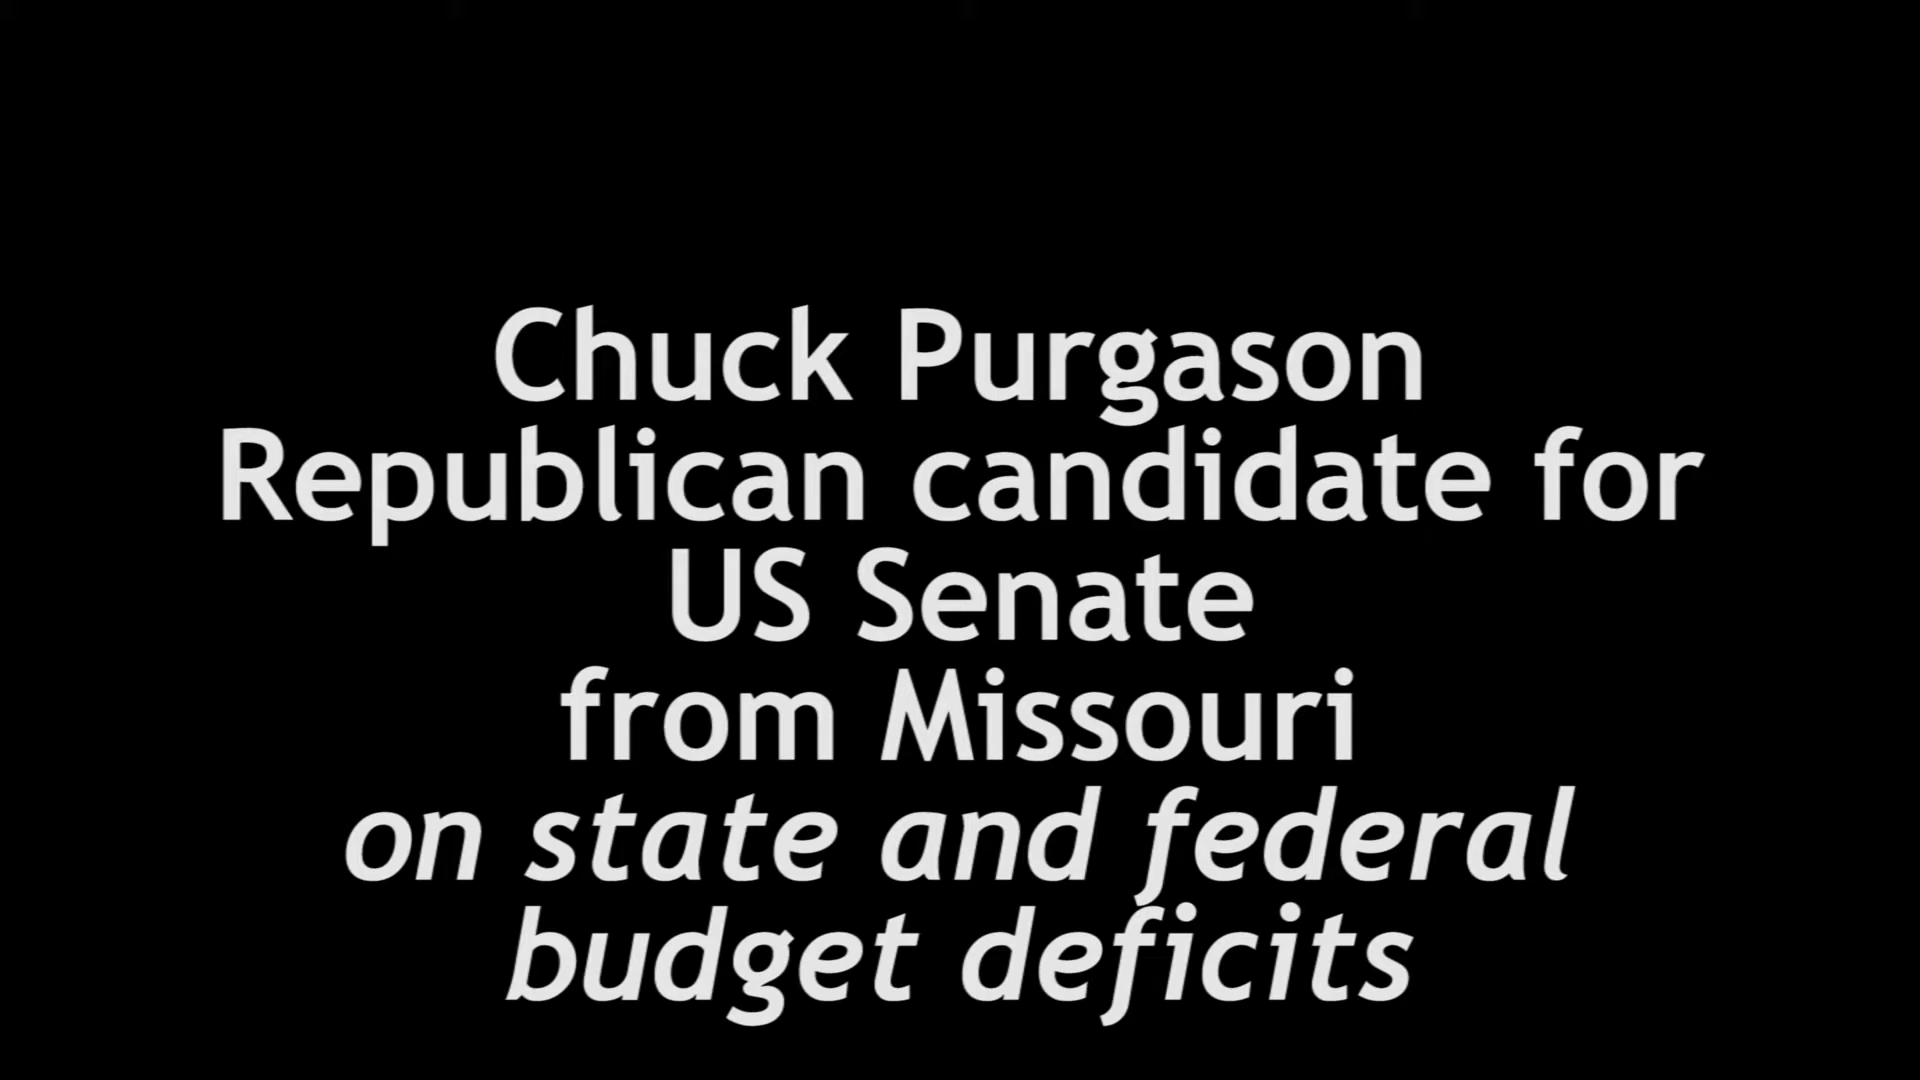 Chuck Purgason
Republican candidate for
US Senate
from Missouri
on state and federal
budget deficits